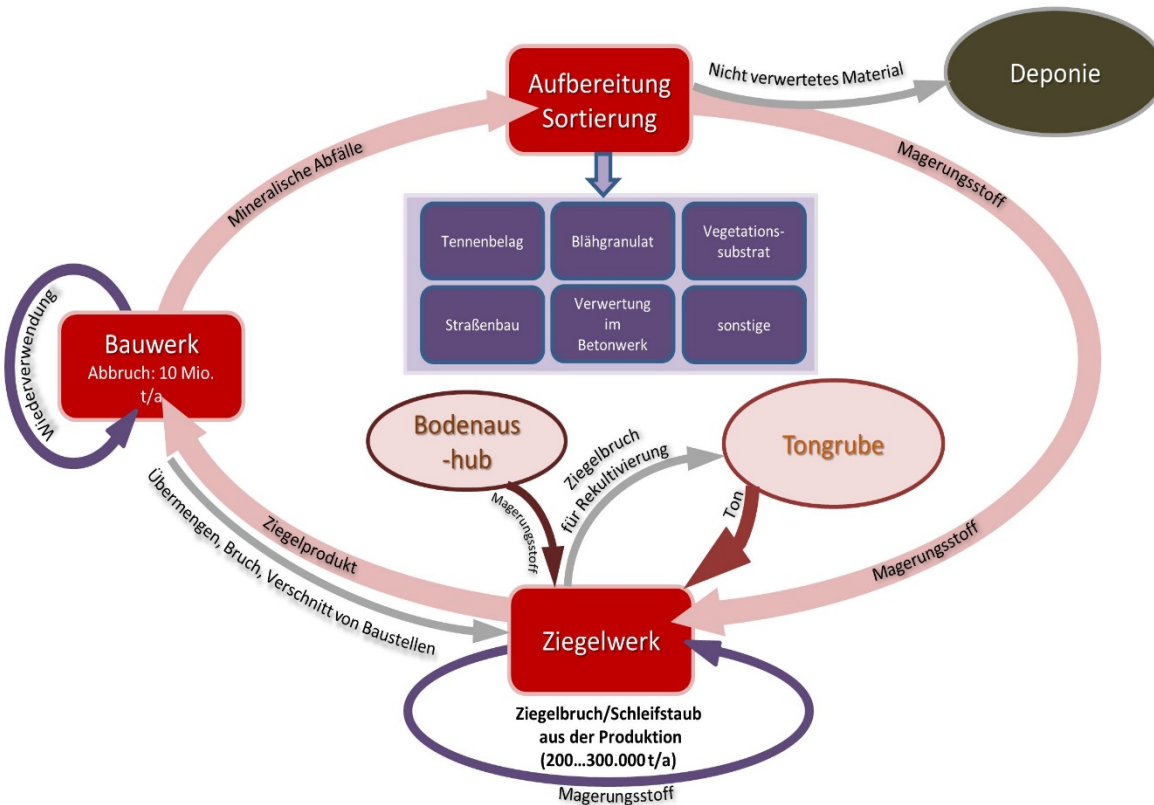 Aufbereitung
Sortierung
Nicht verwertetes Material
Deponie
Mineralische Abfälle
Magerungsstoff
Tennenbelag
Blähgranulat
Vegetations-
substrat
Straßenbau
Verwertung
im
Betonwerk
sonstige
Wiederverwendung
Bauwerk
Abbruch: 10 Mio.
t/a
Bodenaus
-hub
Magerungsstoff
Ziegelbruch
für Rekultivierung
Tongrube
Ton
Magerungsstoff
Ziegelprodukt
Übermengen, Bruch, Verschnitt von Baustellen
Ziegelwerk
Ziegelbruch/Schleifstaub
aus der Produktion
(200...300.000 t/a)
Magerungsstoff